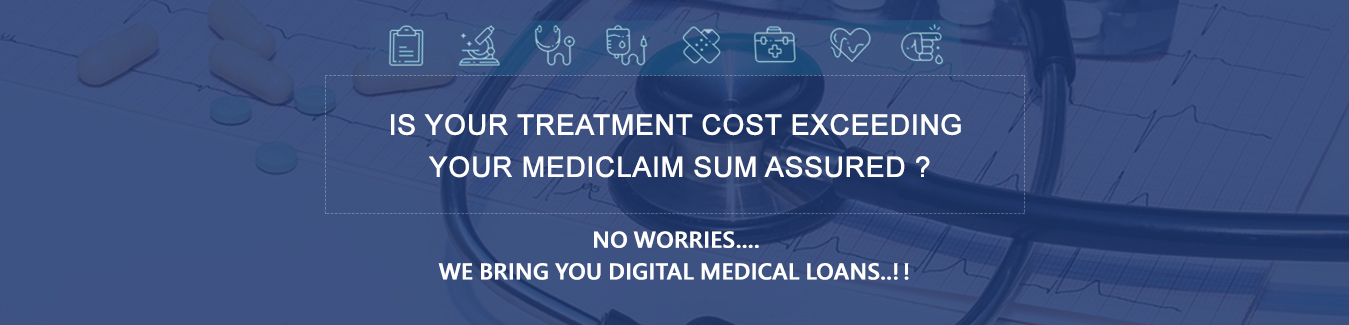 IS YOUR TREATMENT COST EXCEEDING
YOUR MEDICLAIM SUM ASSURED ?
NO WORRIES....
WE BRING YOU DIGITAL MEDICAL LOANS..!!